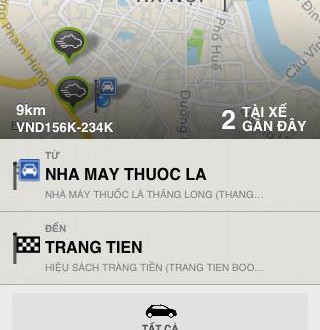 HÀ NỘI
Phạm Hùng
Phố Huế
Đường
Cầu Vĩnh
9km
VND156K-234K
2 TÀI XẾ
GẦN ĐÂY
TỪ
NHA MAY THUOC LA
NHÀ MÁY THUỐC LÁ THĂNG LONG (THANG...
ĐẾN
TRANG TIEN
HIỆU SÁCH TRÀNG TIỀN (TRANG TIEN BOO...
TẤT CẢ